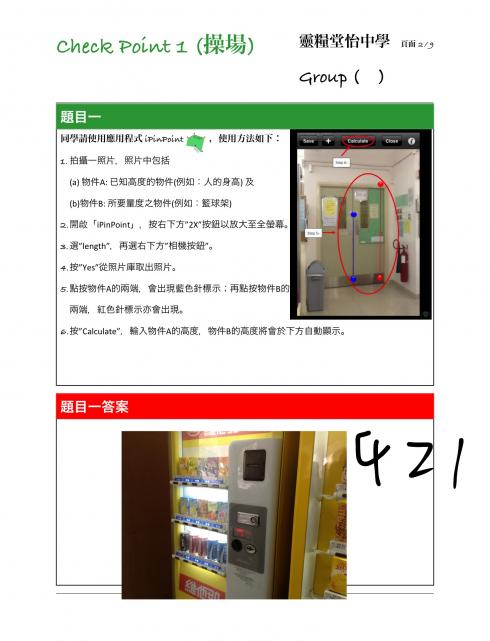 Check Point 1 (操場)
靈糧堂怡中學 頁面 2/9
Group ( )
題目一
同學請使用應用程式 iPinPoint ，使用方法如下：
1. 拍攝一照片，照片中包括
(a) 物件A: 已知高度的物件(例如：人的身高) 及
(b)物件B: 所要量度之物件(例如：籃球架)
2. 開啟「iPinPoint」，按右下方"2X"按鈕以放大至全螢幕。
3. 選"length"，再選右下方"相機按鈕"。
4. 按"Yes"從照片庫取出照片。
5. 點按物件A的兩端，會出現藍色針標示；再點按物件B的
兩端，紅色針標示亦會出現。
6. 按"Calculate"，輸入物件A的高度，物件B的高度將會於下方自動顯示。
Save + Calculate Close i
題目一答案
421